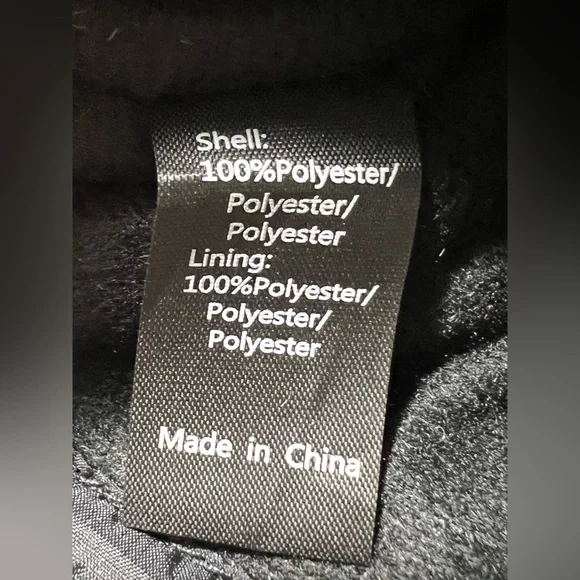 Shell:
100%Polyester/
Polyester/
Polyester
Lining:
100%Polyester/
Polyester/
Polyester
Made in China